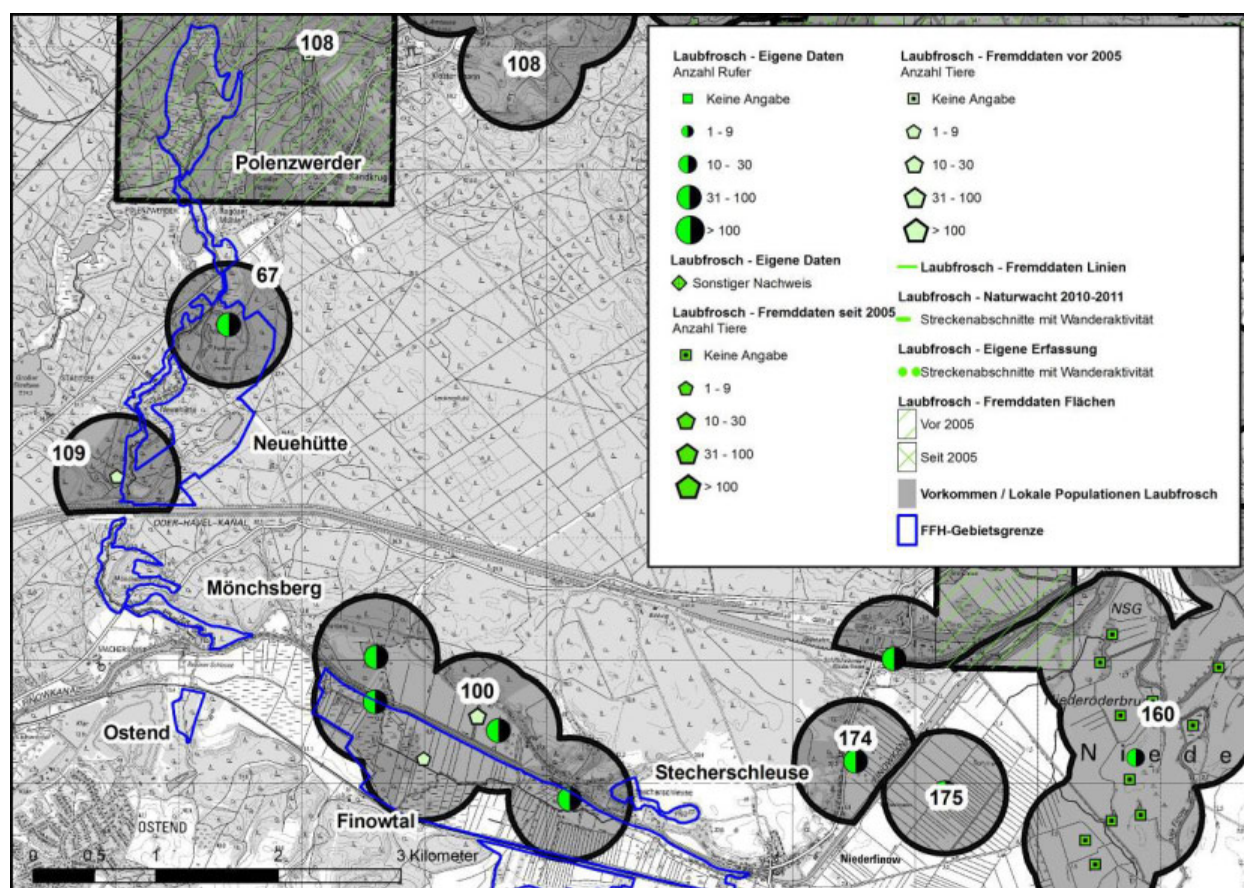 108
108
Polenzwerder
Sandkrug
67
Neuehütte
109
ODER-HAVEL-KANAL
Mönchsberg
100
Ostend
OSTEND
Finowtal
Stecherschleuse
174
175
160
NSG
Niederoderbru
N i e d e
Niederfinow
0 0.5 1 2 3 Kilometer
Laubfrosch - Eigene Daten
Anzahl Rufer
Keine Angabe
1 - 9
10 - 30
31 - 100
> 100
Laubfrosch - Eigene Daten
Sonstiger Nachweis
Laubfrosch - Fremddaten seit 2005
Anzahl Tiere
Keine Angabe
1 - 9
10 - 30
31 - 100
> 100
Laubfrosch - Fremddaten vor 2005
Anzahl Tiere
Keine Angabe
1 - 9
10 - 30
31 - 100
> 100
Laubfrosch - Fremddaten Linien
Laubfrosch - Naturwacht 2010-2011
Streckenabschnitte mit Wanderaktivität
Laubfrosch - Eigene Erfassung
Streckenabschnitte mit Wanderaktivität
Laubfrosch - Fremddaten Flächen
Vor 2005
Seit 2005
Vorkommen / Lokale Populationen Laubfrosch
FFH-Gebietsgrenze